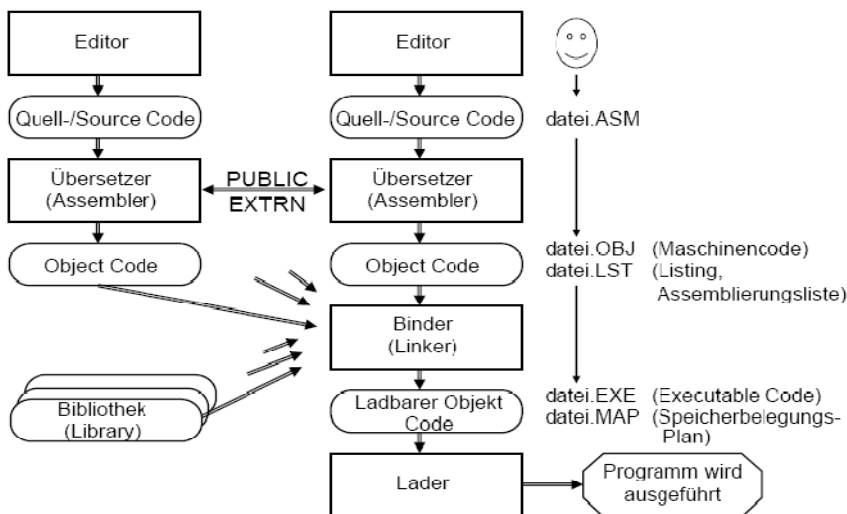 Editor
Editor
Quell-/Source Code
Quell-/Source Code
datei.ASM
Übersetzer
(Assembler)
PUBLIC
EXTRN
Übersetzer
(Assembler)
Object Code
Object Code
datei.OBJ (Maschinencode)
datei.LST (Listing,
Assemblierungsliste)
Binder
(Linker)
Bibliothek
(Library)
Ladbarer Objekt
Code
datei.EXE (Executable Code)
datei.MAP (Speicherbelegungs-
Plan)
Lader
Programm wird
ausgeführt